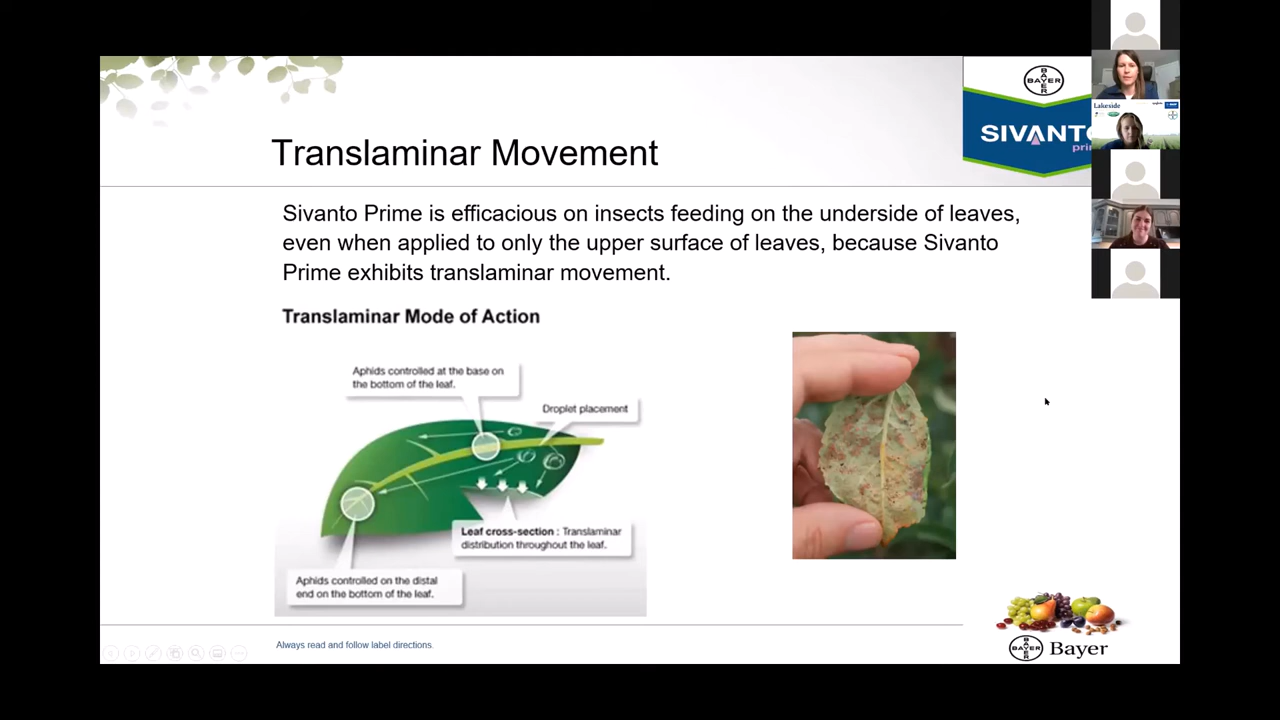 BAYER
SIVANTO
Lakeside
Translaminar Movement
Sivanto Prime is efficacious on insects feeding on the underside of leaves,
even when applied to only the upper surface of leaves, because Sivanto
Prime exhibits translaminar movement.
Translaminar Mode of Action
Aphids controlled at the base on
the bottom of the leaf.
Droplet placement
Leaf cross-section : Translaminar
distribution throughout the leaf.
Aphids controlled on the distal
end on the bottom of the leaf.
Always read and follow label directions.
BAYER
Bayer